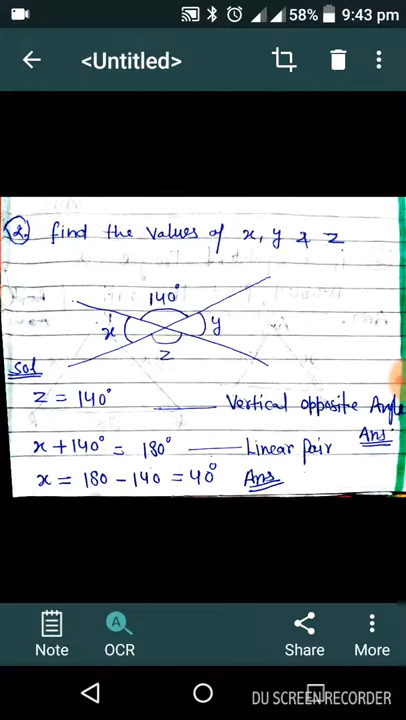 58% 9:43 pm
<Untitled>
2. find the values of x, y & z
140°
x y
z
Sol
z = 140° Vertical opposite Angle
Ans
x + 140° = 180° Linear pair
x = 180 - 140 = 40° Ans
Note OCR Share More
DU SCREEN RECORDER